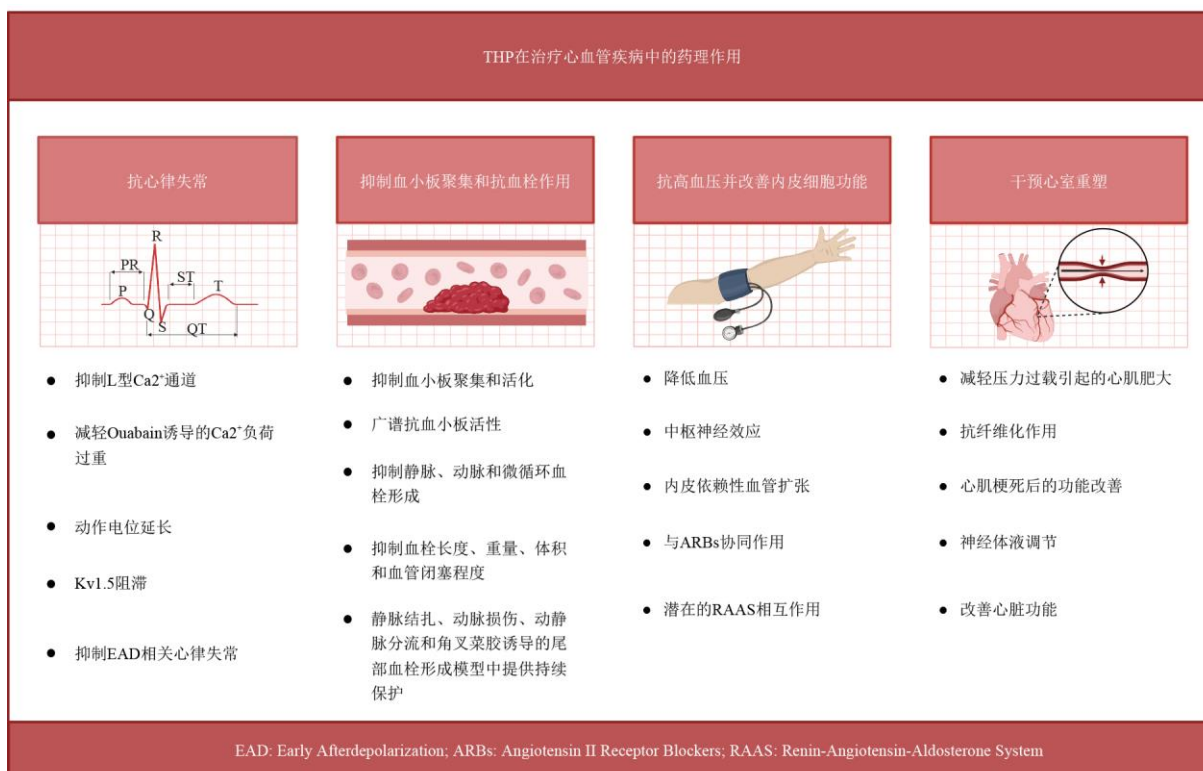 THP在治疗心血管疾病中的药理作用
抗心律失常
R
PR
ST
P
T
Q
S
QT
● 抑制L型Ca2⁺通道
● 减轻Ouabain诱导的Ca2⁺负荷
过重
● 动作电位延长
● Kv1.5阻滞
● 抑制EAD相关心律失常
抑制血小板聚集和抗血栓作用
● 抑制血小板聚集和活化
● 广谱抗血小板活性
● 抑制静脉、动脉和微循环血
栓形成
● 抑制血栓长度、重量、体积
和血管闭塞程度
● 静脉结扎、动脉损伤、动静
脉分流和角叉菜胶诱导的尾
部血栓形成模型中提供持续
保护
抗高血压并改善内皮细胞功能
● 降低血压
● 中枢神经效应
● 内皮依赖性血管扩张
● 与ARBs协同作用
● 潜在的RAAS相互作用
干预心室重塑
● 减轻压力过载引起的心肌肥大
● 抗纤维化作用
● 心肌梗死后的功能改善
● 神经体液调节
● 改善心脏功能
EAD: Early Afterdepolarization; ARBs: Angiotensin II Receptor Blockers; RAAS: Renin-Angiotensin-Aldosterone System